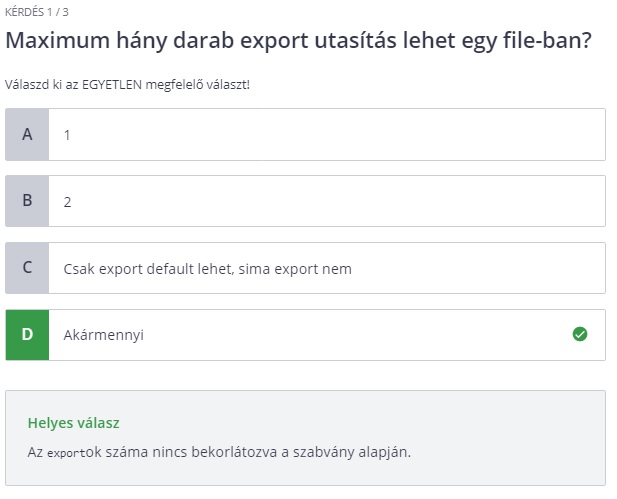 KÉRDÉS 1 / 3
Maximum hány darab export utasítás lehet egy file-ban?
Válaszd ki az EGYETLEN megfelelő választ!
A 1
B 2
C Csak export default lehet, sima export nem
D Akármennyi
Helyes válasz
Az exportok száma nincs bekorlátozva a szabvány alapján.